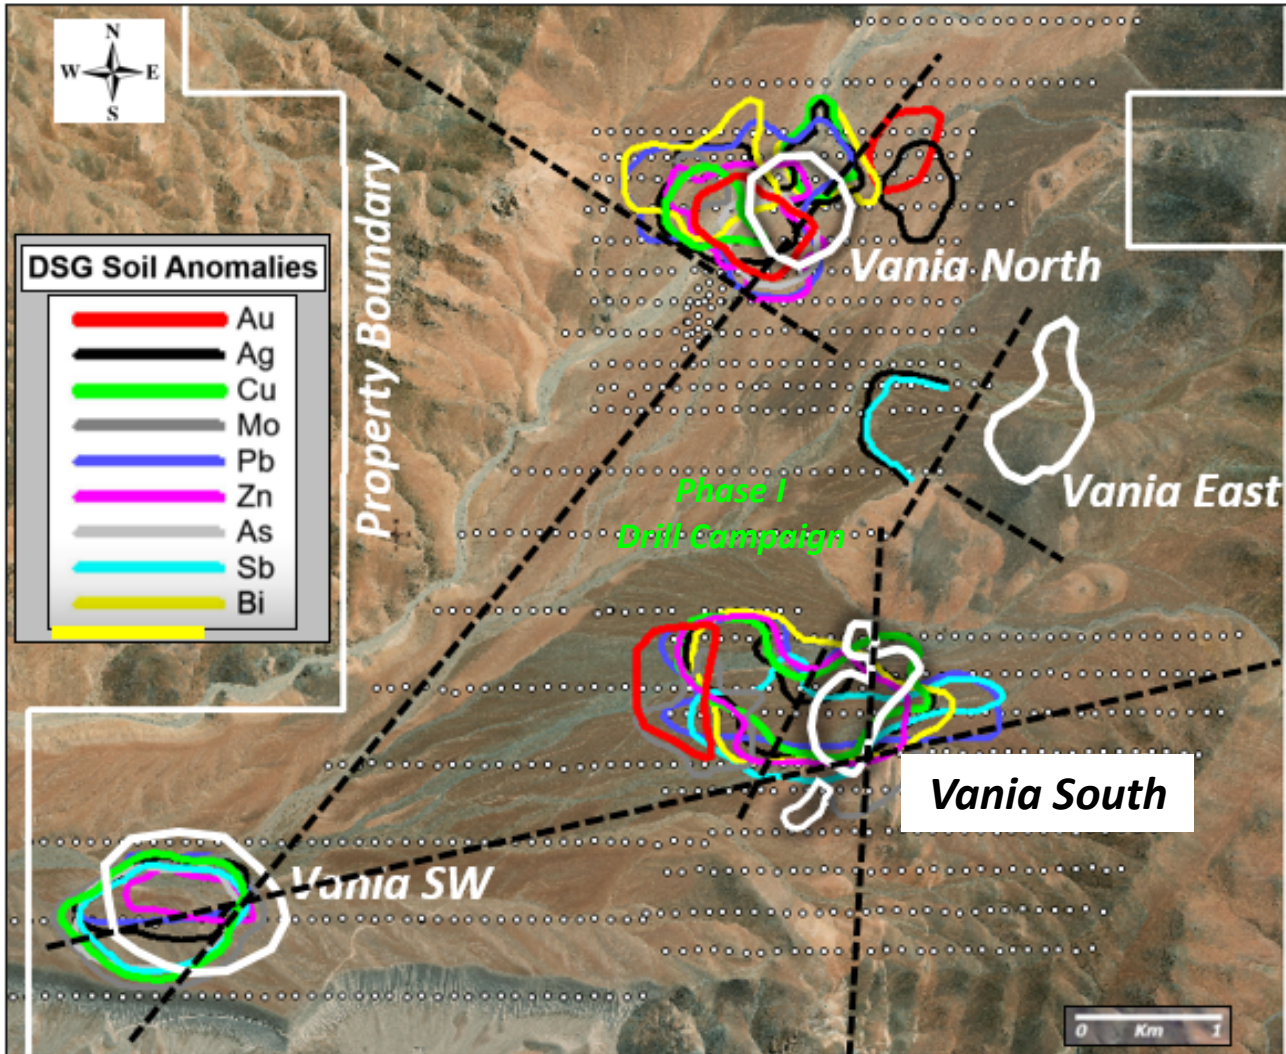 N
W E
S
Property Boundary
DSG Soil Anomalies
Au
Ag
Cu
Mo
Pb
Zn
As
Sb
Bi
Vania North
Vania East
Phase I
Drill Campaign
Vania South
Vania SW
0 Km 1